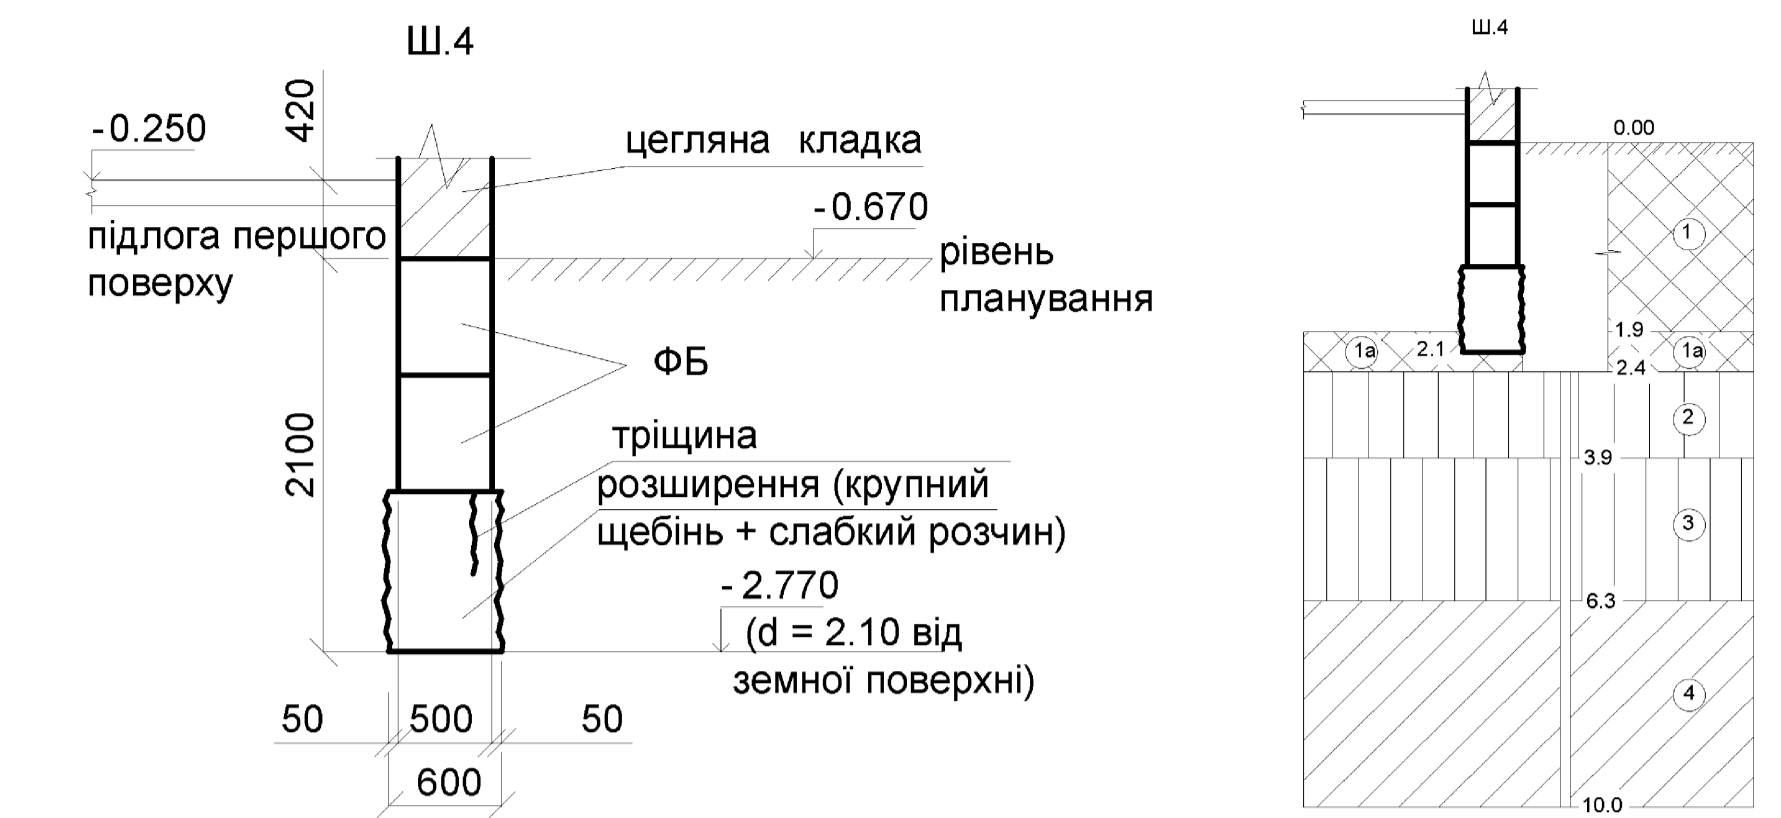 Ш.4
420
-0.250
цегляна кладка
-0.670
підлога першого
поверху
рівень
планування
ФБ
2100
тріщина
розширення (крупний
щебінь + слабкий розчин)
-2.770
(d = 2.10 від
земної поверхні)
50
500
50
600
Ш.4
0.00
1
1.9
1а
2.1
1а
2.4
2
3.9
3
6.3
4
10.0